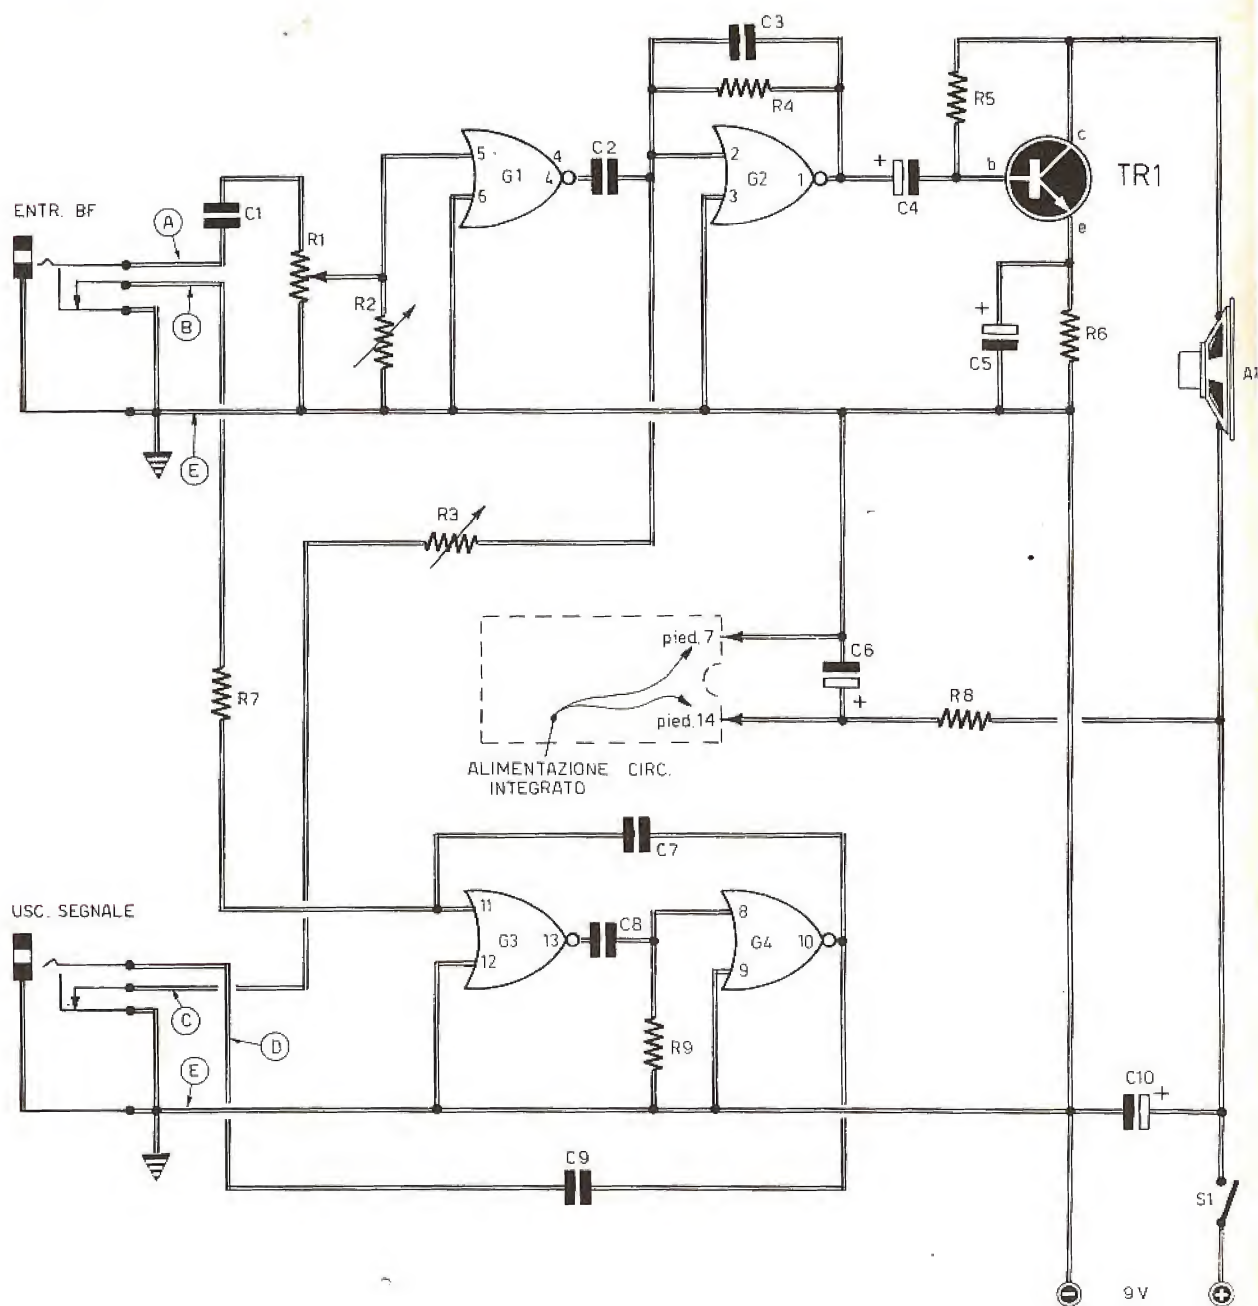 C3
R4
R5
c
b
TR1
e
C2
5
4
4
G1
6
2
G2
1
3
+
C4
ENTR. BF
A
C1
R1
B
R2
+
C5
R6
E
R3
pied. 7
C6
+
pied. 14
R8
R7
ALIMENTAZIONE CIRC.
INTEGRATO
C7
USC. SEGNALE
11
G3
13
12
C8
8
G4
10
9
C
D
R9
E
C10
+
C9
S1
−
9V
+